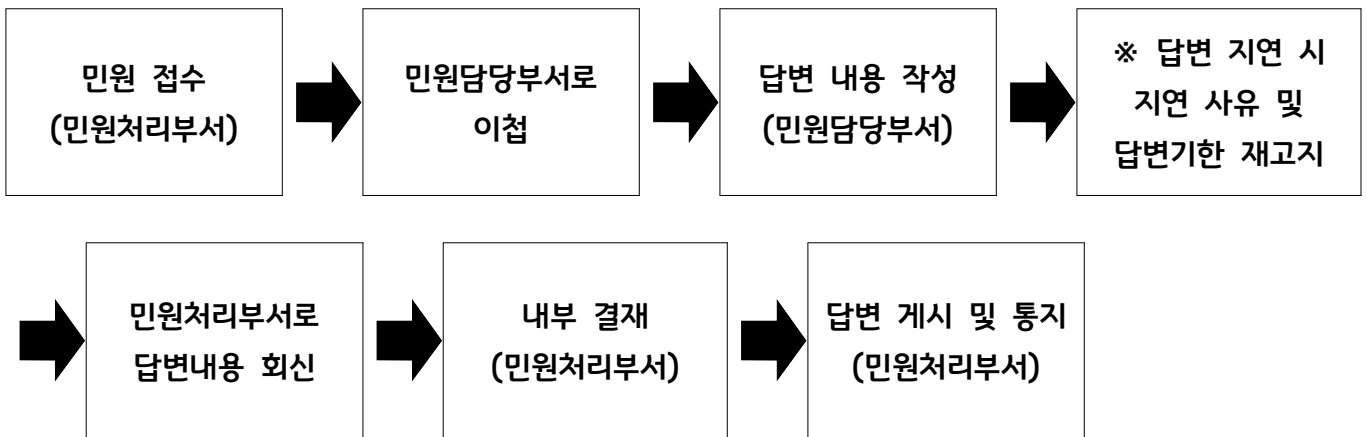 민원 접수
(민원처리부서)
민원담당부서로
이첩
답변 내용 작성
(민원담당부서)
※ 답변 지연 시
지연 사유 및
답변기한 재고지
민원처리부서로
답변내용 회신
내부 결재
(민원처리부서)
답변 게시 및 통지
(민원처리부서)